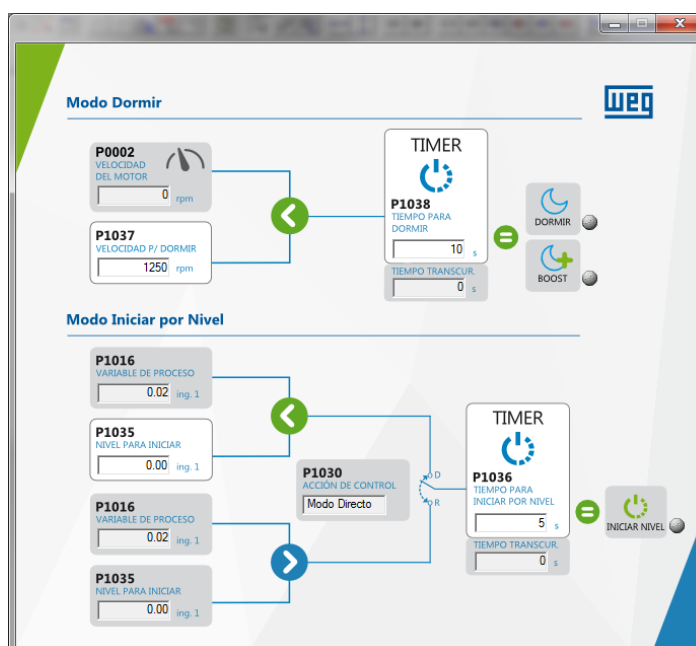 Modo Dormir
weg
P0002
VELOCIDAD
DEL MOTOR
0 rpm
P1037
VELOCIDAD P/ DORMIR
1250 rpm
TIMER
P1038
TIEMPO PARA
DORMIR
10 s
TIEMPO TRANSCUR.
0 s
DORMIR
BOOST
Modo Iniciar por Nivel
P1016
VARIABLE DE PROCESO
0.02 ing. 1
P1035
NIVEL PARA INICIAR
0.00 ing. 1
P1016
VARIABLE DE PROCESO
0.02 ing. 1
P1035
NIVEL PARA INICIAR
0.00 ing. 1
P1030
ACCIÓN DE CONTROL
Modo Directo
D
R
TIMER
P1036
TIEMPO PARA
INICIAR POR NIVEL
5 s
TIEMPO TRANSCUR.
0 s
INICIAR NIVEL